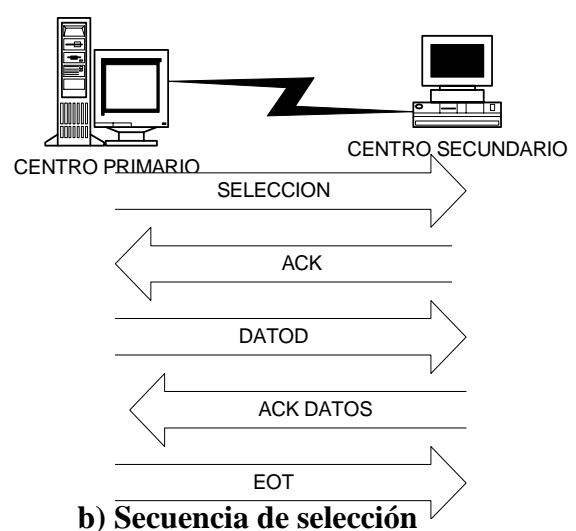 CENTRO PRIMARIO
CENTRO SECUNDARIO
SELECCION
ACK
DATOD
ACK DATOS
EOT
b) Secuencia de selección